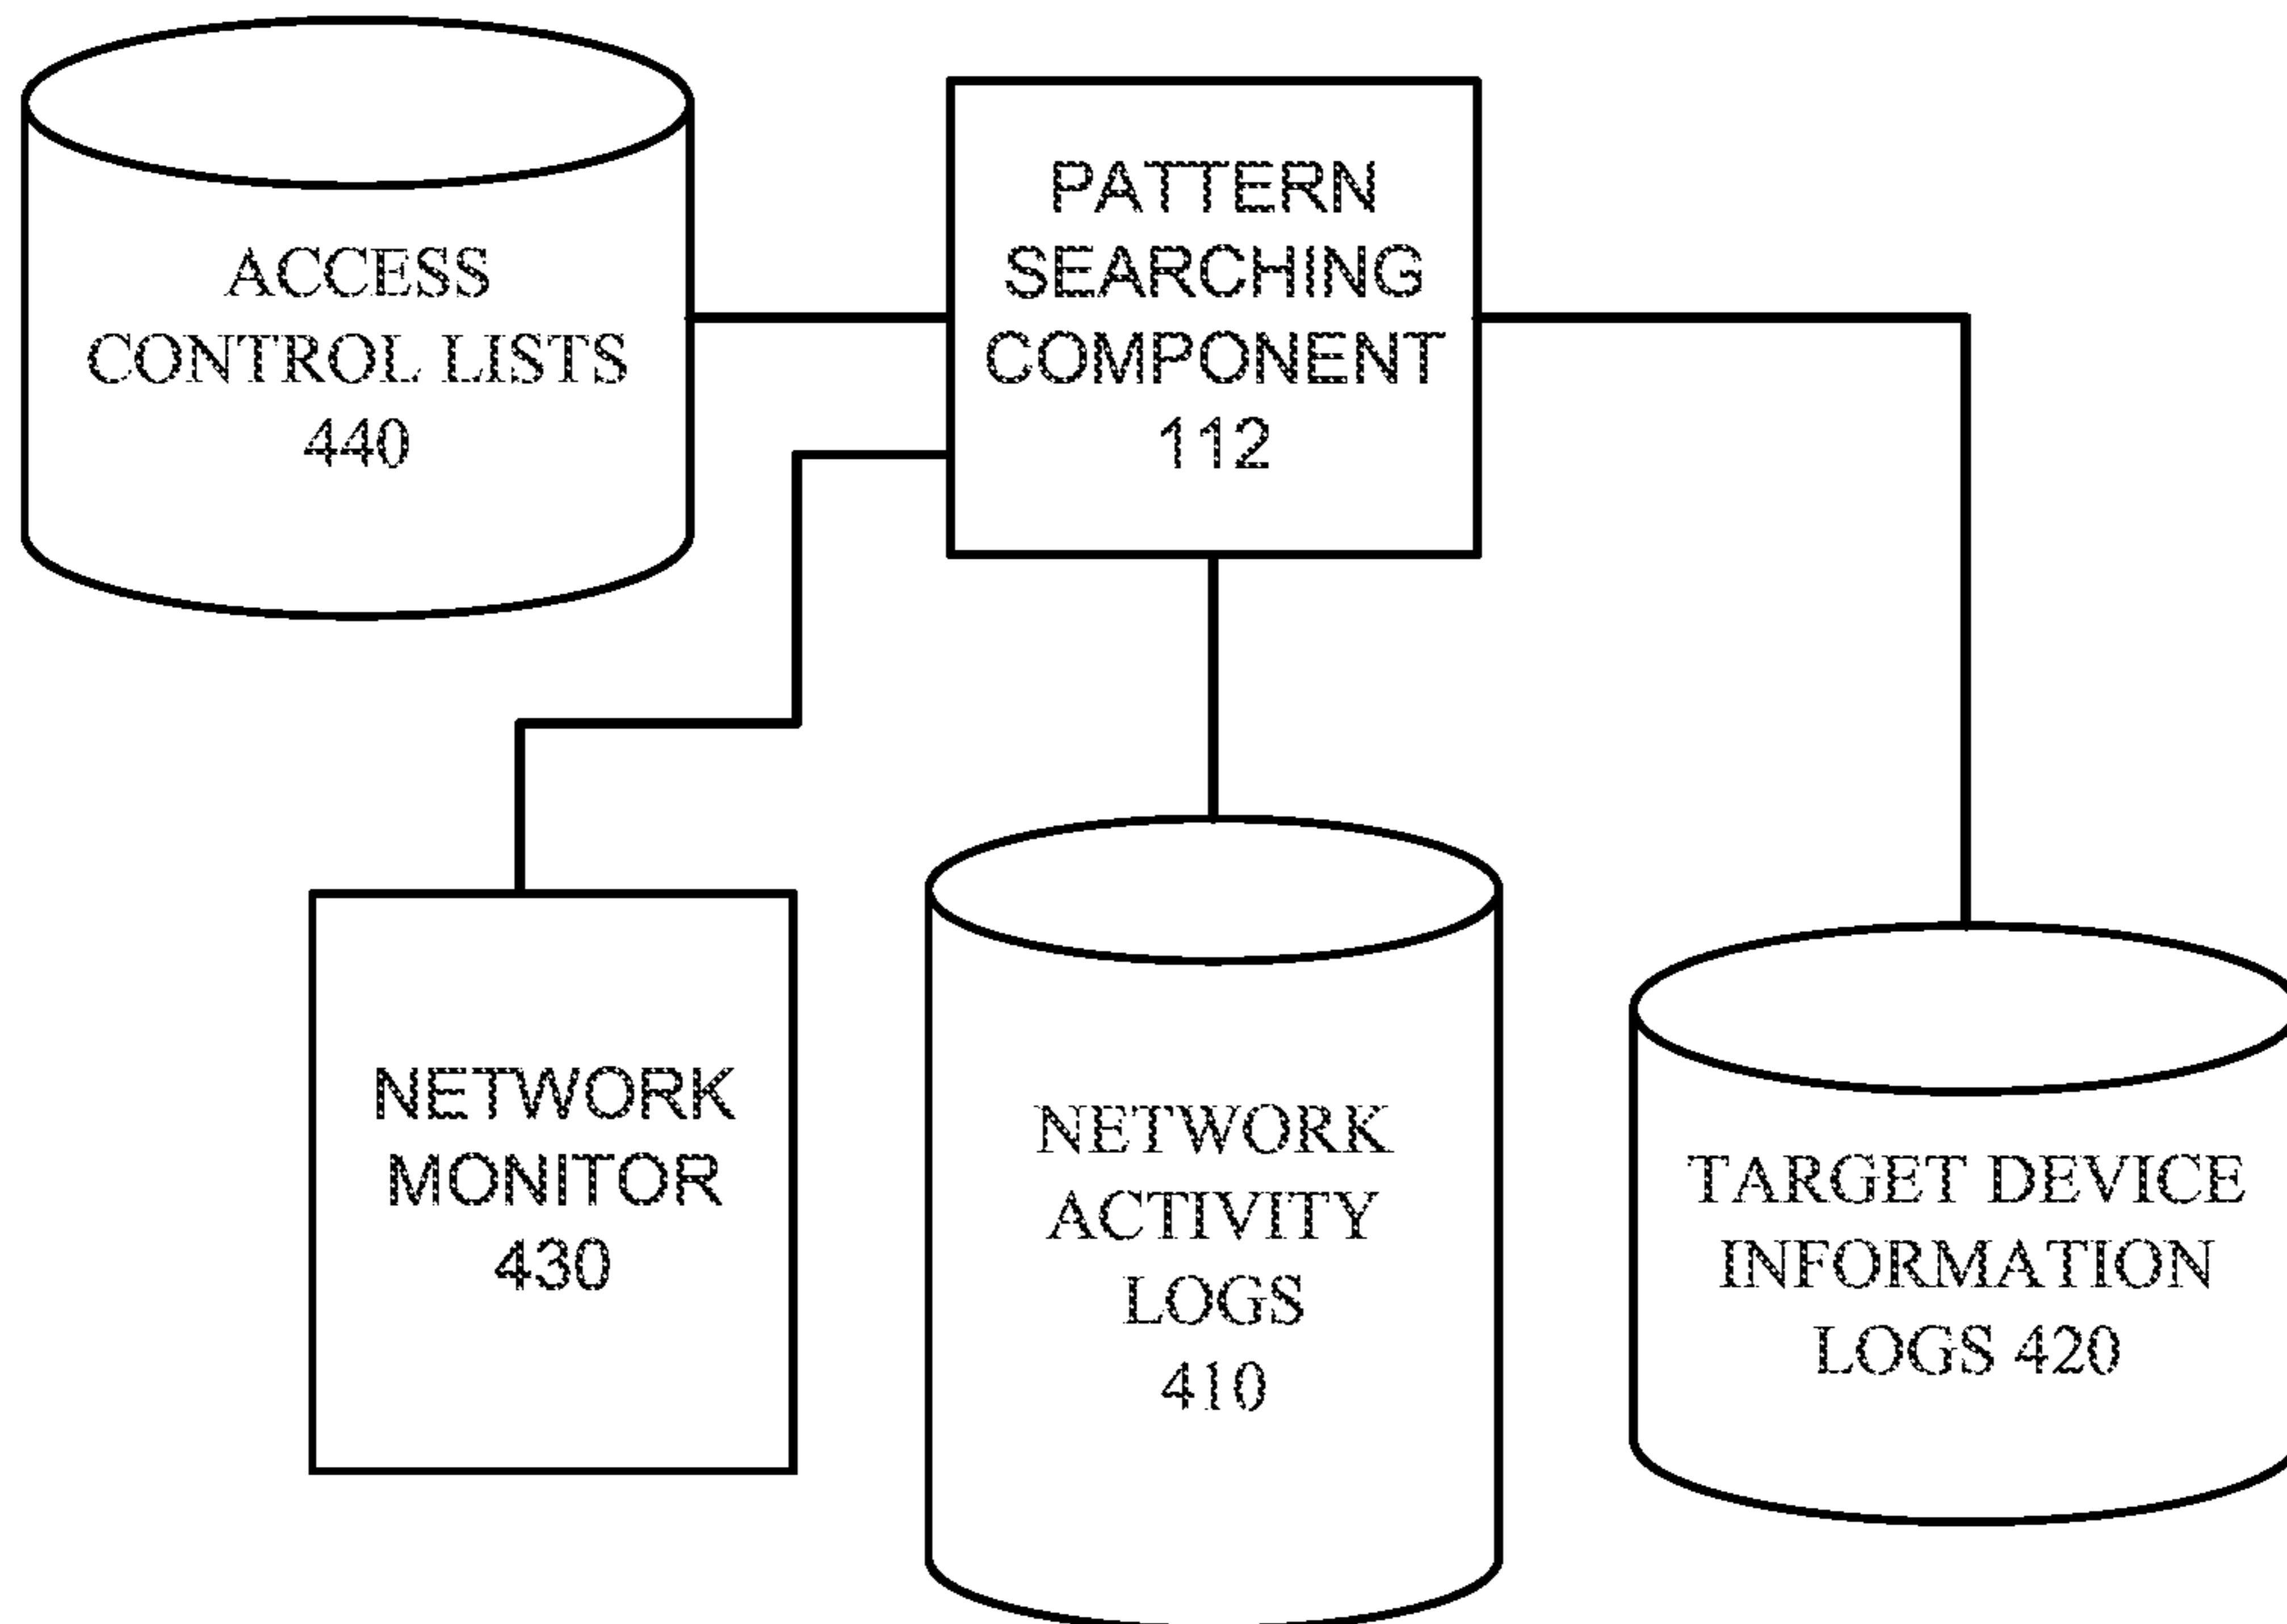 ACCESS
CONTROL LISTS
440
PATTERN
SEARCHING
COMPONENT
112
NETWORK
MONITOR
430
NETWORK
ACTIVITY
LOGS
410
TARGET DEVICE
INFORMATION
LOGS 420